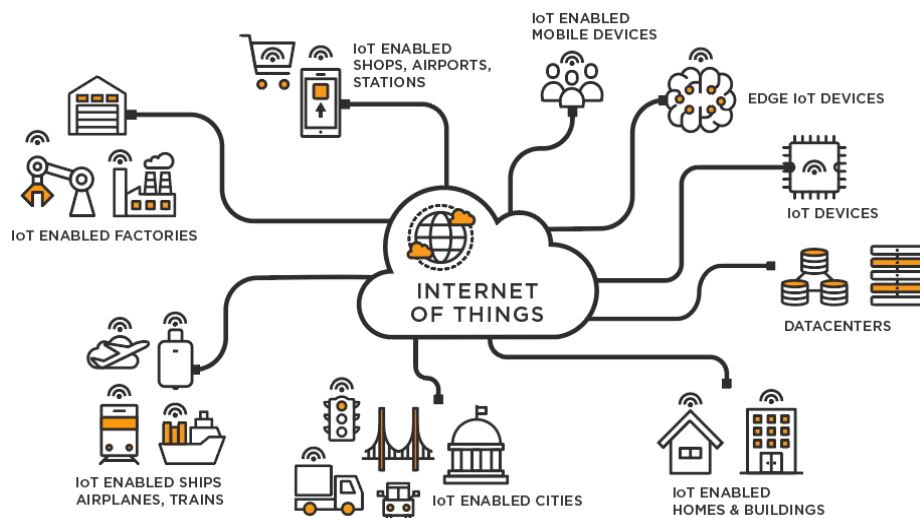 IoT ENABLED
SHOPS, AIRPORTS,
STATIONS
IoT ENABLED
MOBILE DEVICES
EDGE IoT DEVICES
IoT DEVICES
IoT ENABLED FACTORIES
INTERNET
OF THINGS
DATACENTERS
IoT ENABLED SHIPS
AIRPLANES, TRAINS
IoT ENABLED CITIES
IoT ENABLED
HOMES & BUILDINGS